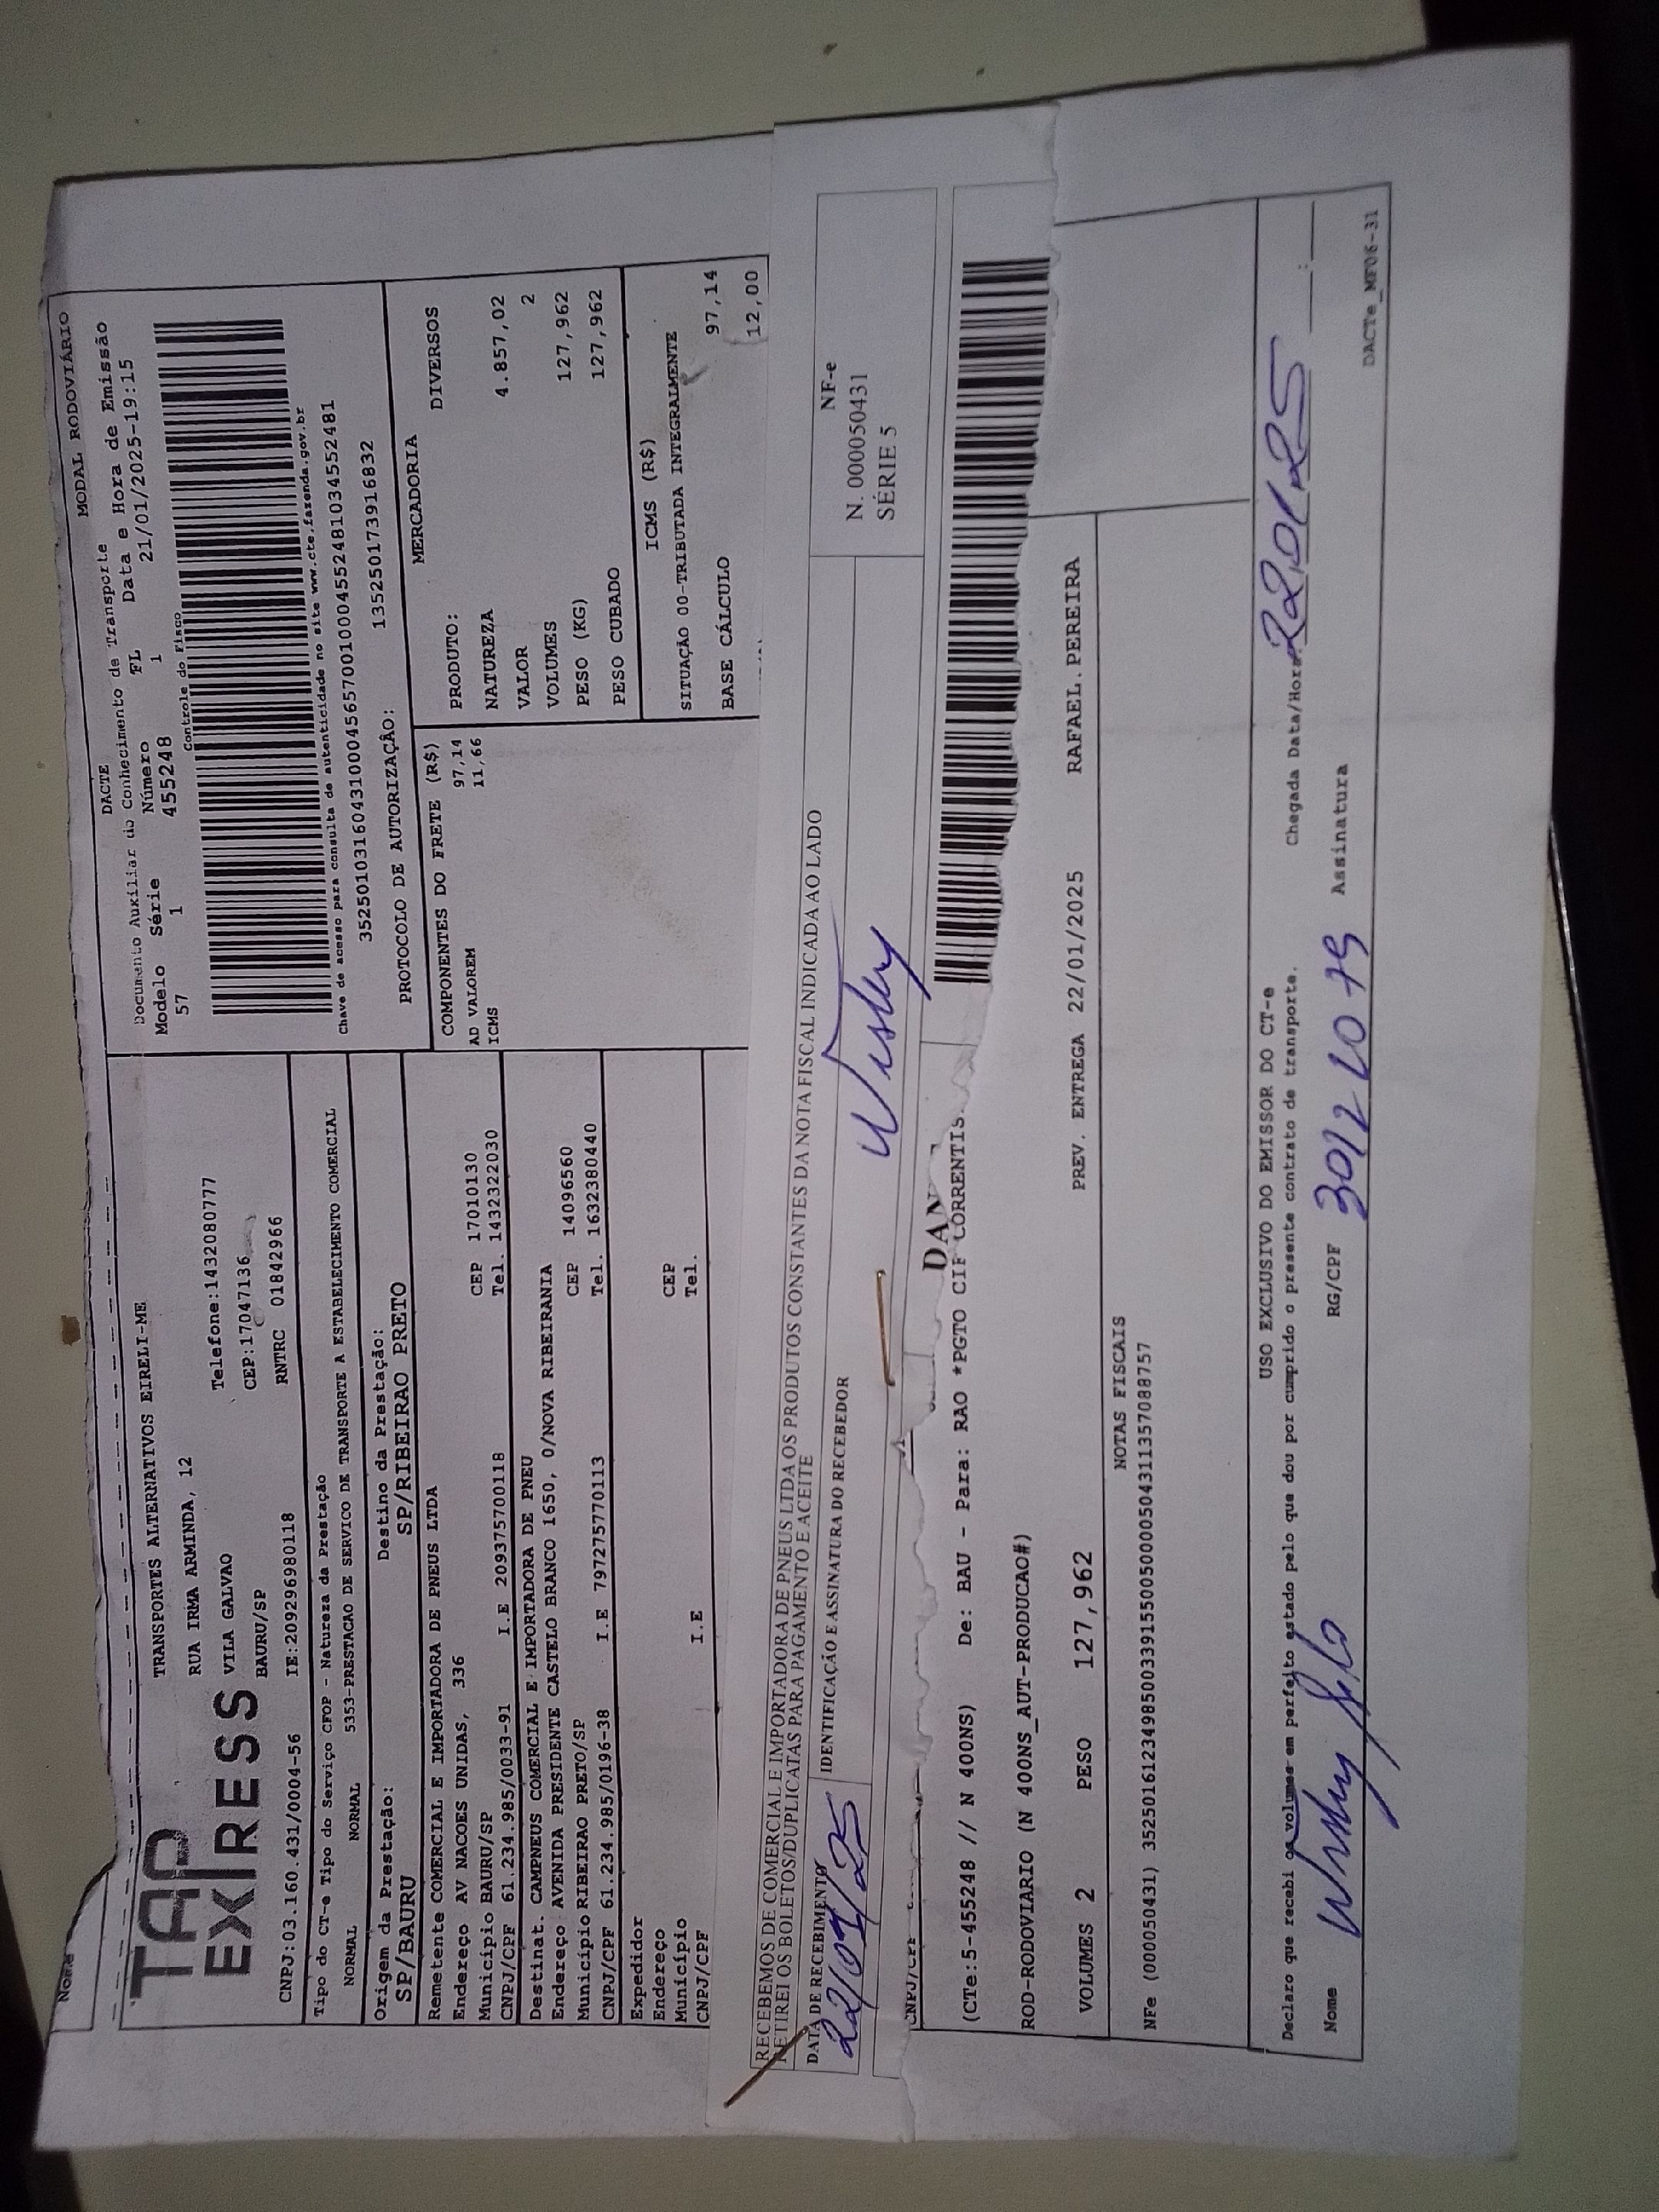 Nome
MODAL RODOVIÁRIO
TAP
EXPRESS
TRANSPORTES ALTERNATIVOS EIRELI-ME
RUA IRMA ARMINDA, 12
Telefone:1432080777
VILA GALVAO
CEP:17047136
BAURU/SP
CNPJ:03.160.431/0004-56
IE:209296980118
RNTRC 01842966
DACTE
Documento Auxiliar do Conhecimento de Transporte
Modelo Série Número FL Data e Hora de Emissão
57 1 455248 1 21/01/2025-19:15
Controle do Fisco
Chave de acesso para consulta de autenticidade no site www.cte.fazenda.gov.br
35250103160431000456570010004552481034552481
PROTOCOLO DE AUTORIZAÇÃO: 135250173916832
Tipo do CT-e Tipo do Serviço CFOP - Natureza da Prestação
NORMAL NORMAL 5353-PRESTACAO DE SERVICO DE TRANSPORTE A ESTABELECIMENTO COMERCIAL
Origem da Prestação: Destino da Prestação:
SP/BAURU SP/RIBEIRAO PRETO
Remetente COMERCIAL E IMPORTADORA DE PNEUS LTDA
Endereço AV NACOES UNIDAS, 336
Município BAURU/SP CEP 17010130
CNPJ/CPF 61.234.985/0033-91 I.E 209375700118 Tel. 1432322030
Destinat. CAMPNEUS COMERCIAL E IMPORTADORA DE PNEU
Endereço AVENIDA PRESIDENTE CASTELO BRANCO 1650, 0/NOVA RIBEIRANIA
Município RIBEIRAO PRETO/SP CEP 14096560
CNPJ/CPF 61.234.985/0196-38 I.E 797275770113 Tel. 1632380440
Expedidor
Endereço
Município CEP
CNPJ/CPF I.E Tel.
COMPONENTES DO FRETE (R$)
AD VALOREM 97,14
ICMS 11,66
MERCADORIA
PRODUTO: DIVERSOS
NATUREZA
VALOR 4.857,02
VOLUMES 2
PESO (KG) 127,962
PESO CUBADO 127,962
ICMS (R$)
SITUAÇÃO 00-TRIBUTADA INTEGRALMENTE
BASE CÁLCULO 97,14
12,00
RECEBEMOS DE COMERCIAL E IMPORTADORA DE PNEUS LTDA OS PRODUTOS CONSTANTES DA NOTA FISCAL INDICADA AO LADO
RETIREI OS BOLETOS/DUPLICATAS PARA PAGAMENTO E ACEITE
DATA DE RECEBIMENTO
22/01/25
IDENTIFICAÇÃO E ASSINATURA DO RECEBEDOR
NF-e
N. 000050431
SÉRIE 5
CNPJ/CPF
DAN
(CTe:5-455248 // N 400NS) De: BAU - Para: RAO *PGTO CIF CORRENTIS
ROD-RODOVIARIO (N 400NS_AUT-PRODUCAO#)
VOLUMES 2 PESO 127,962 PREV. ENTREGA 22/01/2025 RAFAEL.PEREIRA
NOTAS FISCAIS
NFe (000050431) 35250161234985003391550050000504311357088757
USO EXCLUSIVO DO EMISSOR DO CT-e
Declaro que recebi os volumes em perfeito estado pelo que dou por cumprido o presente contrato de transporte.
Chegada Data/Hora 22,01,25 :
Nome RG/CPF Assinatura
DACTe_MF06-31